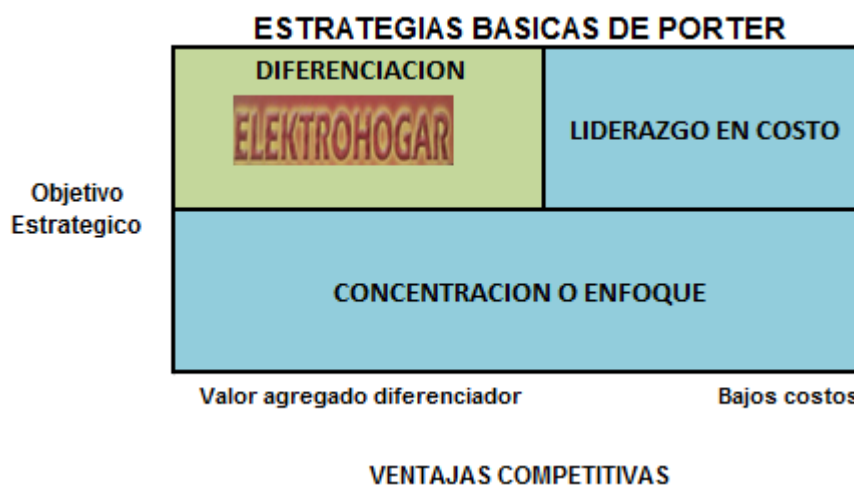 ESTRATEGIAS BASICAS DE PORTER
DIFERENCIACION
ELEKTROHOGAR
LIDERAZGO EN COSTO
Objetivo
Estrategico
CONCENTRACION O ENFOQUE
Valor agregado diferenciador
Bajos costos
VENTAJAS COMPETITIVAS